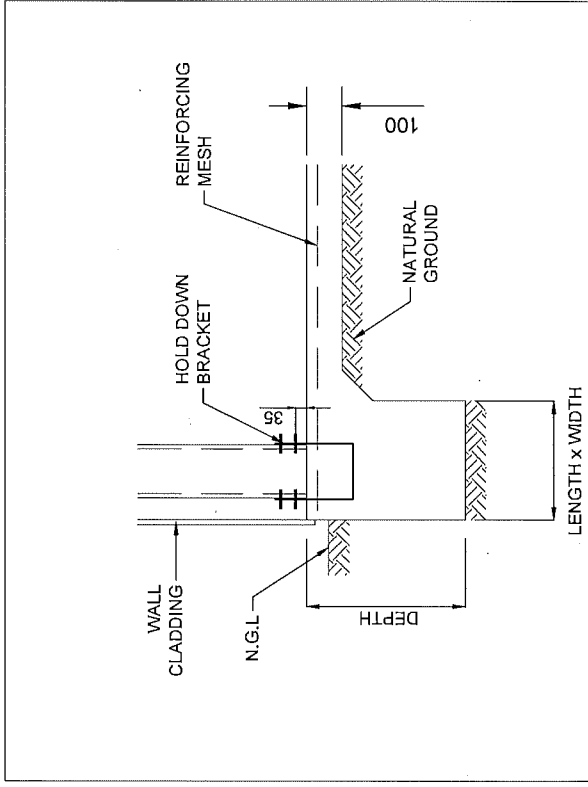 WALL
CLADDING
HOLD DOWN
BRACKET
REINFORCING
MESH
35
N.G.L
100
NATURAL
GROUND
DEPTH
LENGTH x WIDTH